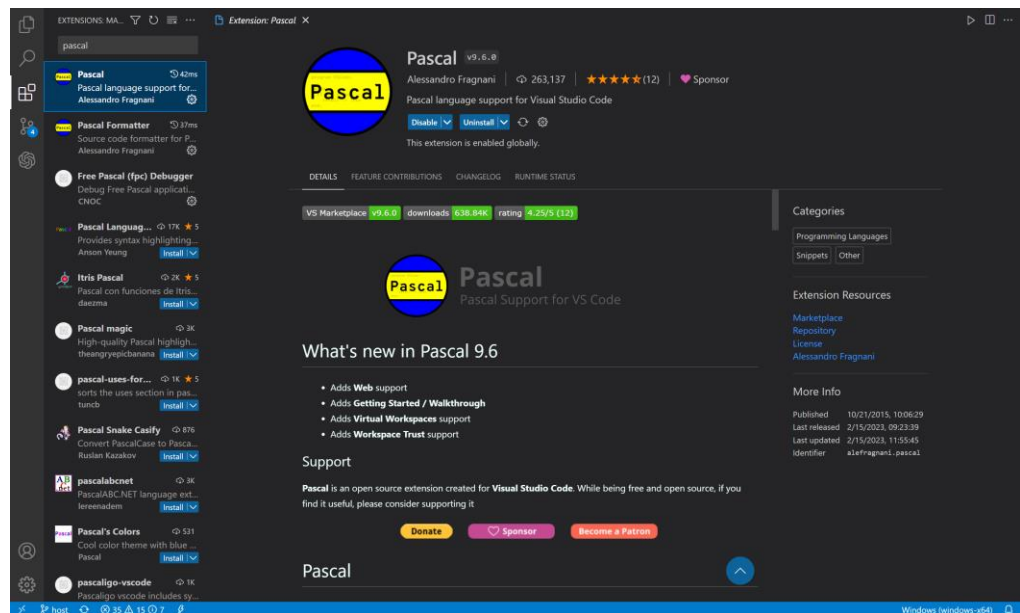 EXTENSIONS: MA...
Extension: Pascal
pascal
Pascal
42ms
Pascal language support for...
Alessandro Fragnani
Pascal Formatter
37ms
Source code formatter for P...
Alessandro Fragnani
Free Pascal (fpc) Debugger
Debug Free Pascal applicati...
CNOC
Pascal Languag...
17K ★ 5
Provides syntax highlighting...
Anson Yeung
Install
Itris Pascal
2K ★ 5
Pascal con funciones de Itris...
daezma
Install
Pascal magic
3K
High-quality Pascal highligh...
theangryepicbanana
Install
pascal-uses-for...
1K ★ 5
sorts the uses section in pas...
tuncb
Install
Pascal Snake Casify
876
Convert PascalCase to Pasca...
Ruslan Kazakov
Install
pascalabcnet
3K
PascalABC.NET language ext...
lereenadem
Install
Pascal's Colors
531
Cool color theme with blue ...
Pascal
Install
pascaligo-vscode
1K
Pascaligo vscode includes sy...
4
Pascal
Pascal v9.6.0
Alessandro Fragnani
263,137
★★★★★(12)
Sponsor
Pascal language support for Visual Studio Code
Disable
Uninstall
This extension is enabled globally.
DETAILS FEATURE CONTRIBUTIONS CHANGELOG RUNTIME STATUS
VS Marketplace v9.6.0 downloads 638.84K rating 4.25/5 (12)
Pascal
Pascal
Pascal Support for VS Code
What's new in Pascal 9.6
• Adds Web support
• Adds Getting Started / Walkthrough
• Adds Virtual Workspaces support
• Adds Workspace Trust support
Support
Pascal is an open source extension created for Visual Studio Code. While being free and open source, if you
find it useful, please consider supporting it
Donate
Sponsor
Become a Patron
Pascal
Categories
Programming Languages
Snippets
Other
Extension Resources
Marketplace
Repository
License
Alessandro Fragnani
More Info
Published 10/21/2015, 10:06:29
Last released 2/15/2023, 09:23:39
Last updated 2/15/2023, 11:55:45
Identifier alefragnani.pascal
host
35 15 7
Windows (windows-x64)